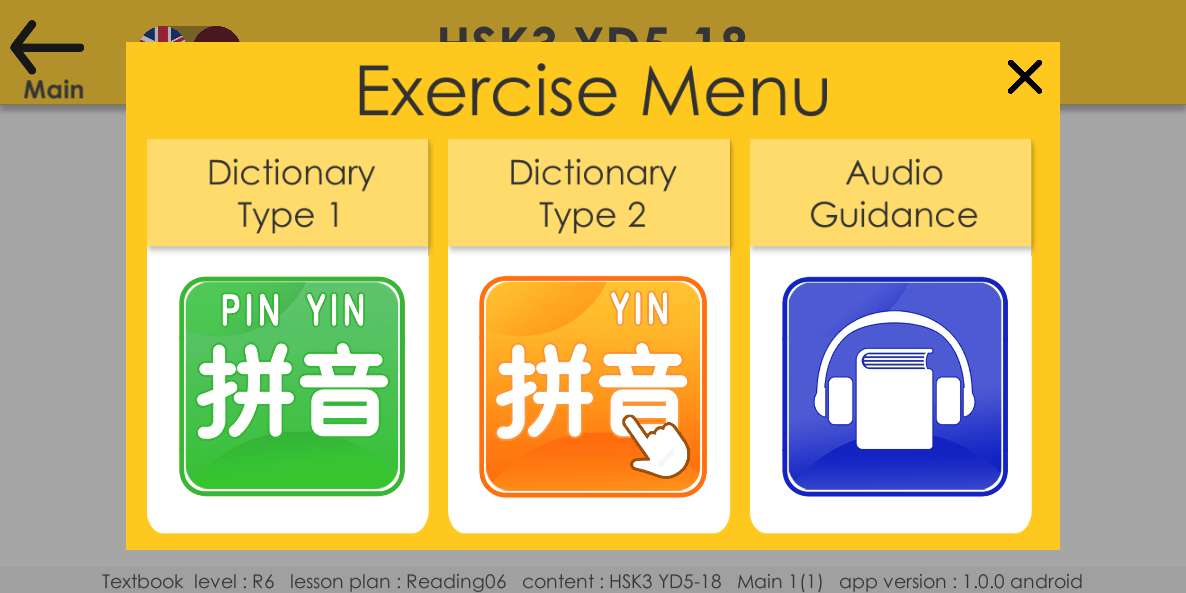 Main
HSK3 YD5-18
Exercise Menu
Dictionary
Type 1
Dictionary
Type 2
Audio
Guidance
PIN YIN
拼音
YIN
拼音
Textbook level : R6 lesson plan : Reading06 content : HSK3 YD5-18 Main 1(1) app version : 1.0.0 android